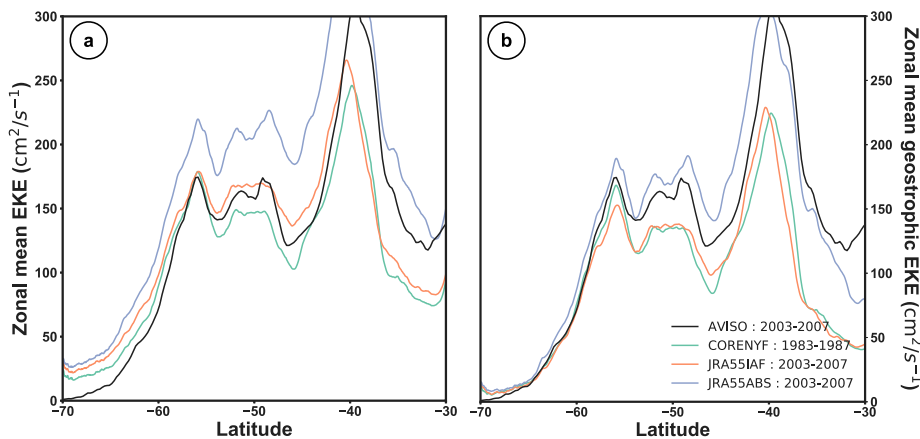 a
Zonal mean EKE (cm²/s⁻¹)
300
250
200
150
100
50
0
−70
−60
−50
−40
−30
Latitude
b
300
250
200
150
100
50
0
Zonal mean geostrophic EKE (cm²/s⁻¹)
AVISO : 2003-2007
CORENYF : 1983-1987
JRA55IAF : 2003-2007
JRA55ABS : 2003-2007
−70
−60
−50
−40
−30
Latitude